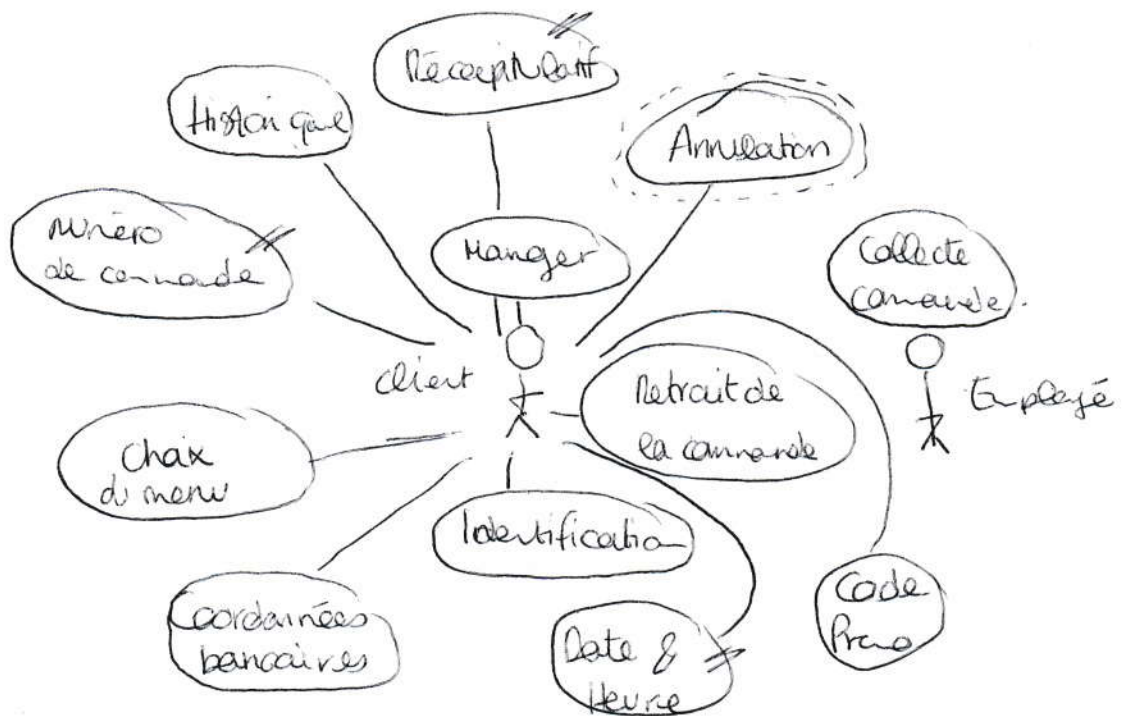 Récapitulatif
Historique
Annulation
Numéro
de commande
Manger
Collecte
commande.
client
Retrait de
la commande
Employé
Choix
du menu
Identification
Coordonnées
bancaires
Date &
Heure
Code
Promo